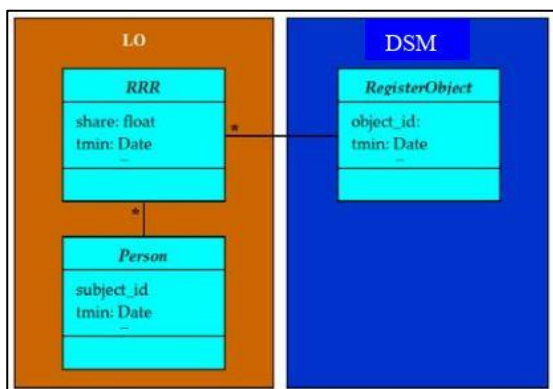 LO
RRR
share: float
tmin: Date
*
*
Person
subject_id
tmin: Date
DSM
RegisterObject
object_id:
tmin: Date